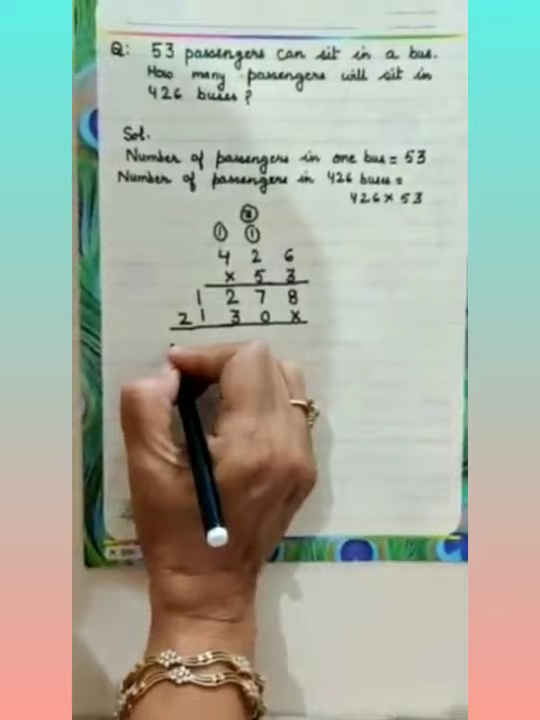 Q: 53 passengers can sit in a bus.
How many passengers will sit in
426 buses?
Sol.
Number of passengers in one bus = 53
Number of passengers in 426 buses =
426 × 53
③
① ①
4 2 6
× 5 3
1 2 7 8
2 1 3 0 ×